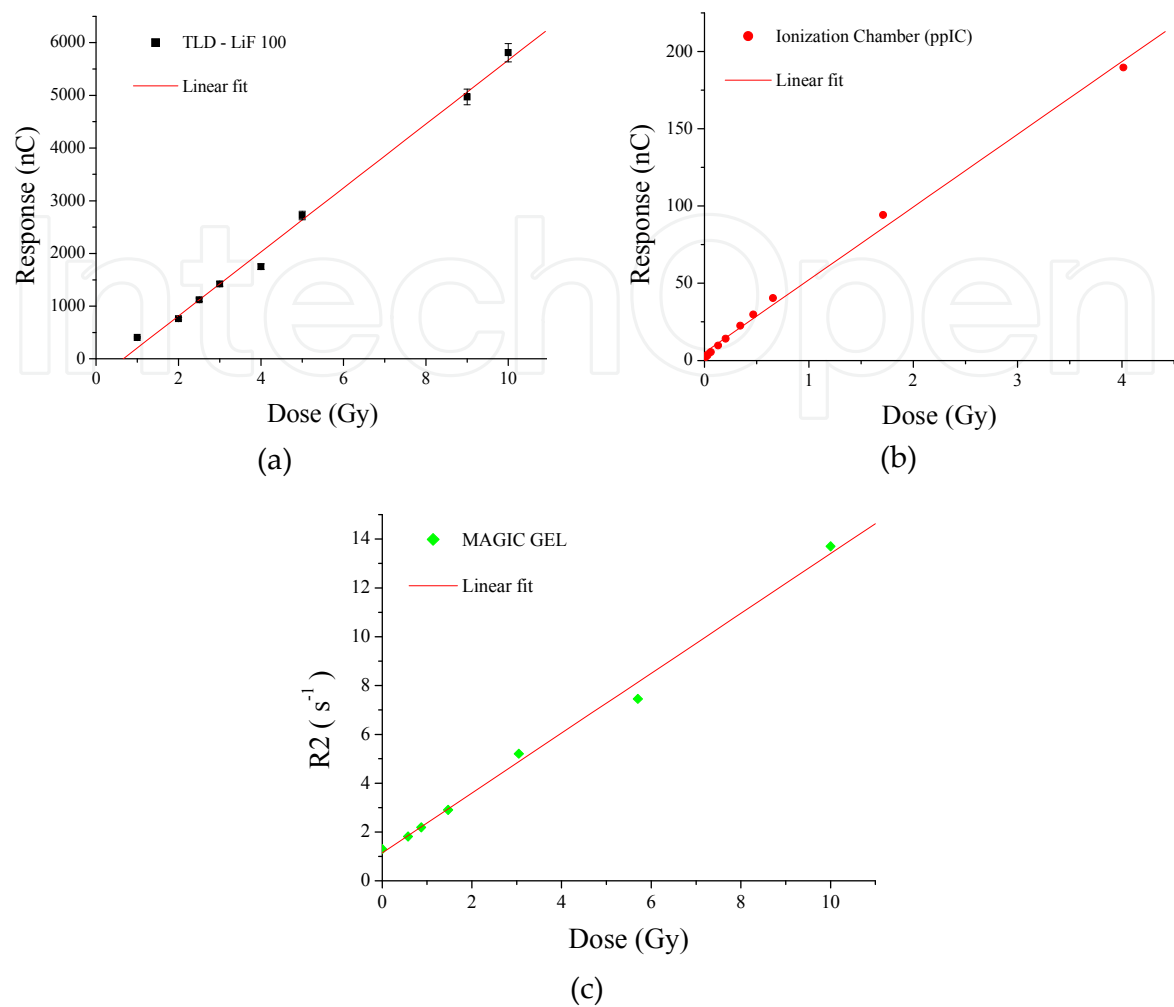 TLD - LiF 100
Linear fit
Response (nC)
6000
5000
4000
3000
2000
1000
0
0 2 4 6 8 10
Dose (Gy)
(a)
Ionization Chamber (ppIC)
Linear fit
Response (nC)
200
150
100
50
0
0 1 2 3 4
Dose (Gy)
(b)
MAGIC GEL
Linear fit
R2 ( s⁻¹)
14
12
10
8
6
4
2
0
0 2 4 6 8 10
Dose (Gy)
(c)
IntechOpen